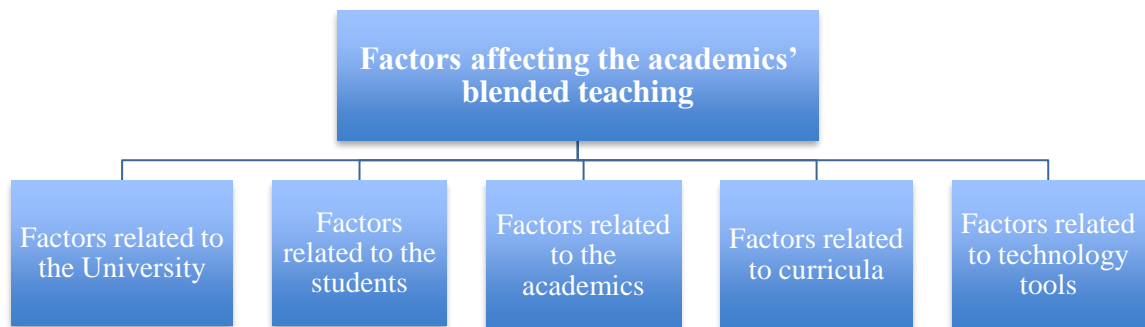 Factors affecting the academics’
blended teaching
Factors related to
the University
Factors
related to the
students
Factors related
to the
academics
Factors related
to curricula
Factors related
to technology
tools